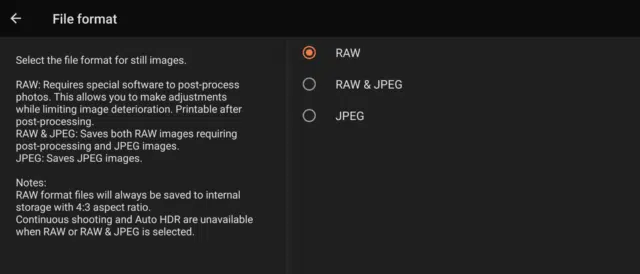 File format
Select the file format for still images.
RAW: Requires special software to post-process
photos. This allows you to make adjustments
while limiting image deterioration. Printable after
post-processing.
RAW & JPEG: Saves both RAW images requiring
post-processing and JPEG images.
JPEG: Saves JPEG images.
Notes:
RAW format files will always be saved to internal
storage with 4:3 aspect ratio.
Continuous shooting and Auto HDR are unavailable
when RAW or RAW & JPEG is selected.
RAW
RAW & JPEG
JPEG